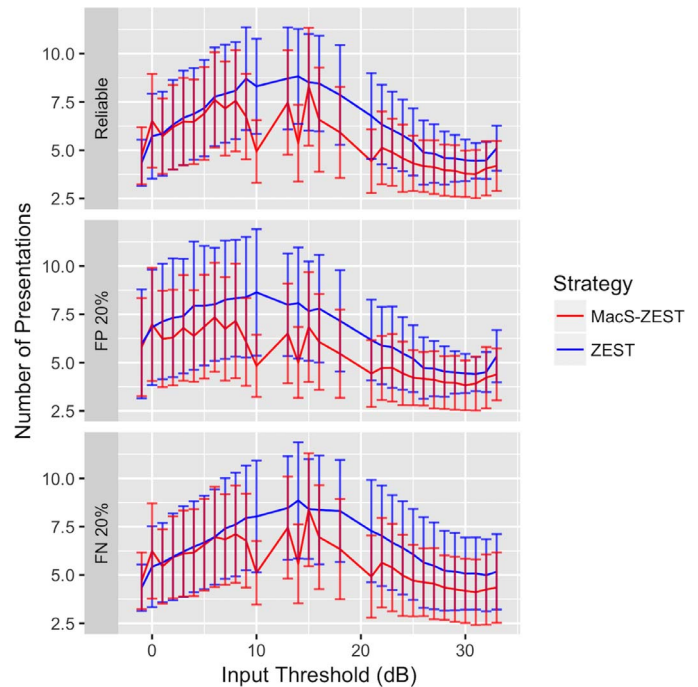 10.0
7.5
5.0
2.5
Reliable
10.0
7.5
5.0
2.5
FP 20%
10.0
7.5
5.0
2.5
FN 20%
Number of Presentations
0
10
20
30
Input Threshold (dB)
Strategy
MacS-ZEST
ZEST